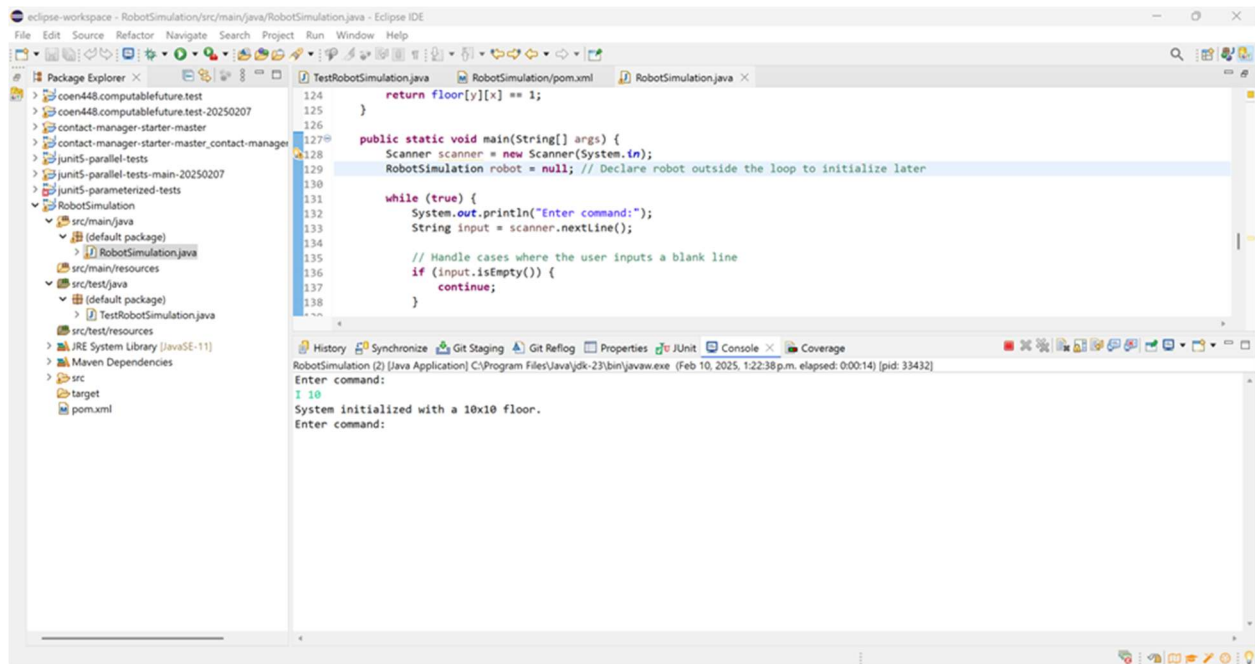 eclipse-workspace - RobotSimulation/src/main/java/RobotSimulation.java - Eclipse IDE
File Edit Source Refactor Navigate Search Project Run Window Help
Package Explorer
coen448.computablefuture.test
coen448.computablefuture.test-20250207
contact-manager-starter-master
contact-manager-starter-master_contact-manager
junit5-parallel-tests
junit5-parallel-tests-main-20250207
junit5-parameterized-tests
RobotSimulation
src/main/java
(default package)
RobotSimulation.java
src/main/resources
src/test/java
(default package)
TestRobotSimulation.java
src/test/resources
JRE System Library [JavaSE-11]
Maven Dependencies
src
target
pom.xml
TestRobotSimulation.java RobotSimulation/pom.xml RobotSimulation.java
124 return floor[y][x] == 1;
125 }
126
127 public static void main(String[] args) {
128 Scanner scanner = new Scanner(System.in);
129 RobotSimulation robot = null; // Declare robot outside the loop to initialize later
130
131 while (true) {
132 System.out.println("Enter command:");
133 String input = scanner.nextLine();
134
135 // Handle cases where the user inputs a blank line
136 if (input.isEmpty()) {
137 continue;
138 }
History Synchronize Git Staging Git Reflog Properties JUnit Console Coverage
RobotSimulation (2) [Java Application] C:\Program Files\Java\jdk-23\bin\javaw.exe (Feb 10, 2025, 1:22:38 p.m. elapsed: 0:00:14) [pid: 33432]
Enter command:
I 10
System initialized with a 10x10 floor.
Enter command: